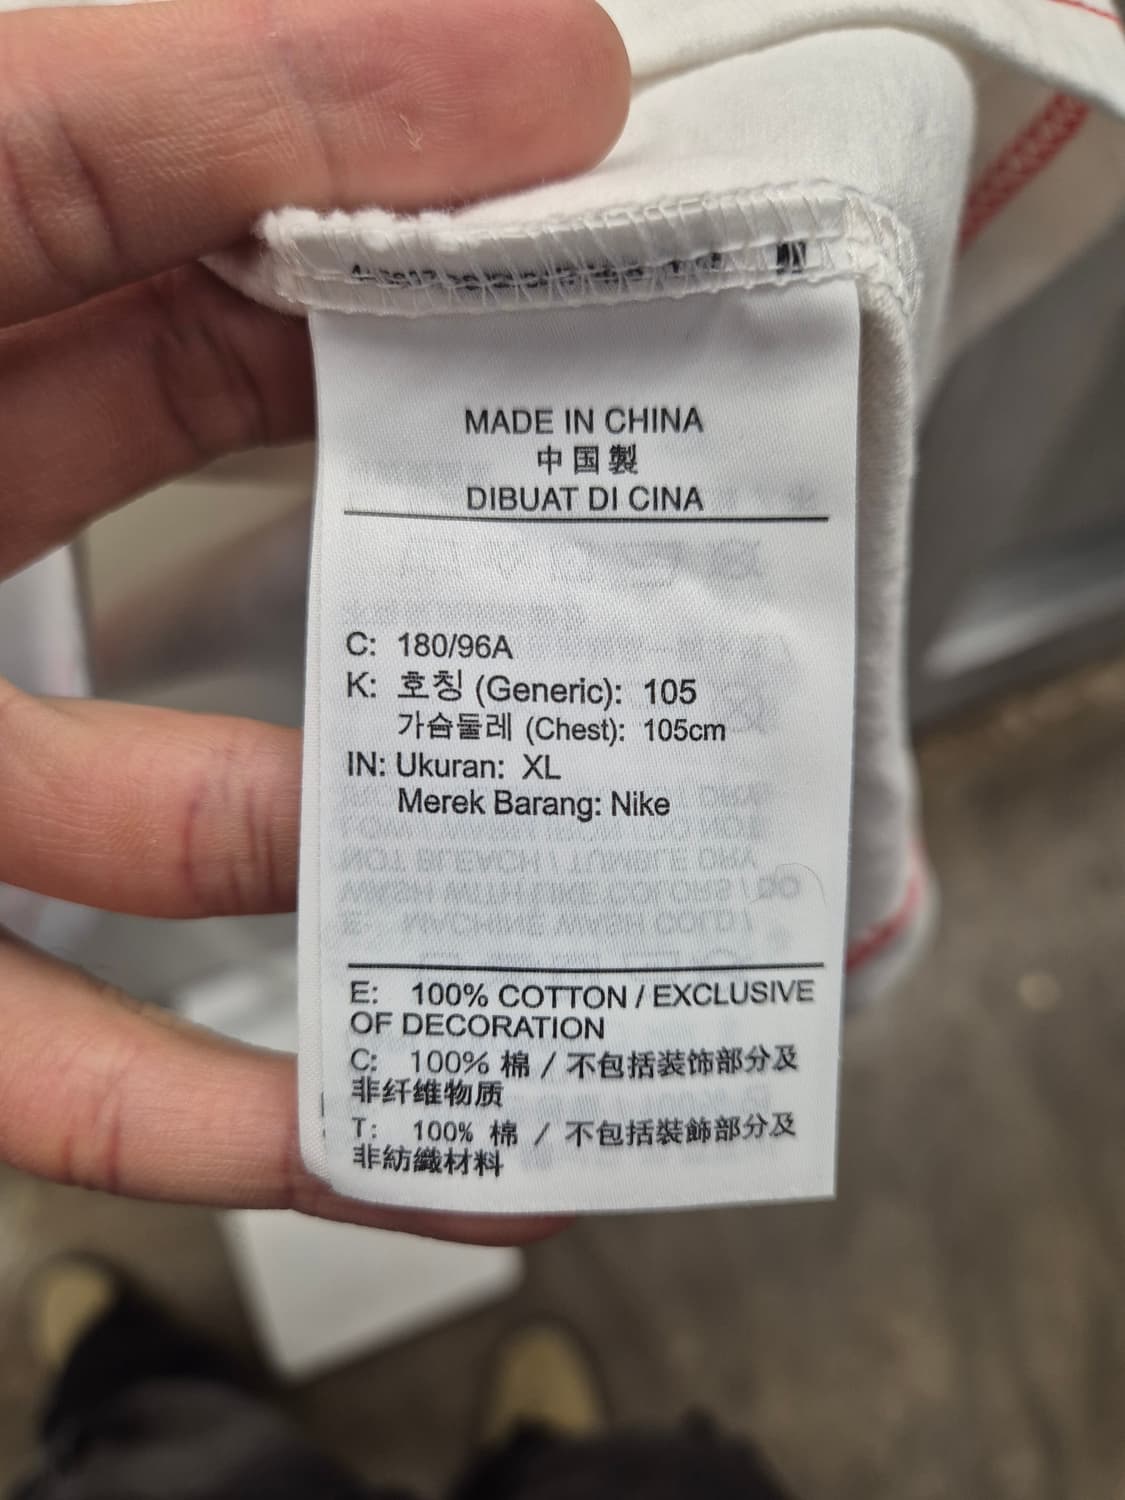 MADE IN CHINA
中国製
DIBUAT DI CINA
C: 180/96A
K: 호칭 (Generic): 105
가슴둘레 (Chest): 105cm
IN: Ukuran: XL
Merek Barang: Nike
E: 100% COTTON / EXCLUSIVE
OF DECORATION
C: 100% 棉 / 不包括装饰部分及
非纤维物质
T: 100% 棉 / 不包括裝飾部分及
非紡織材料